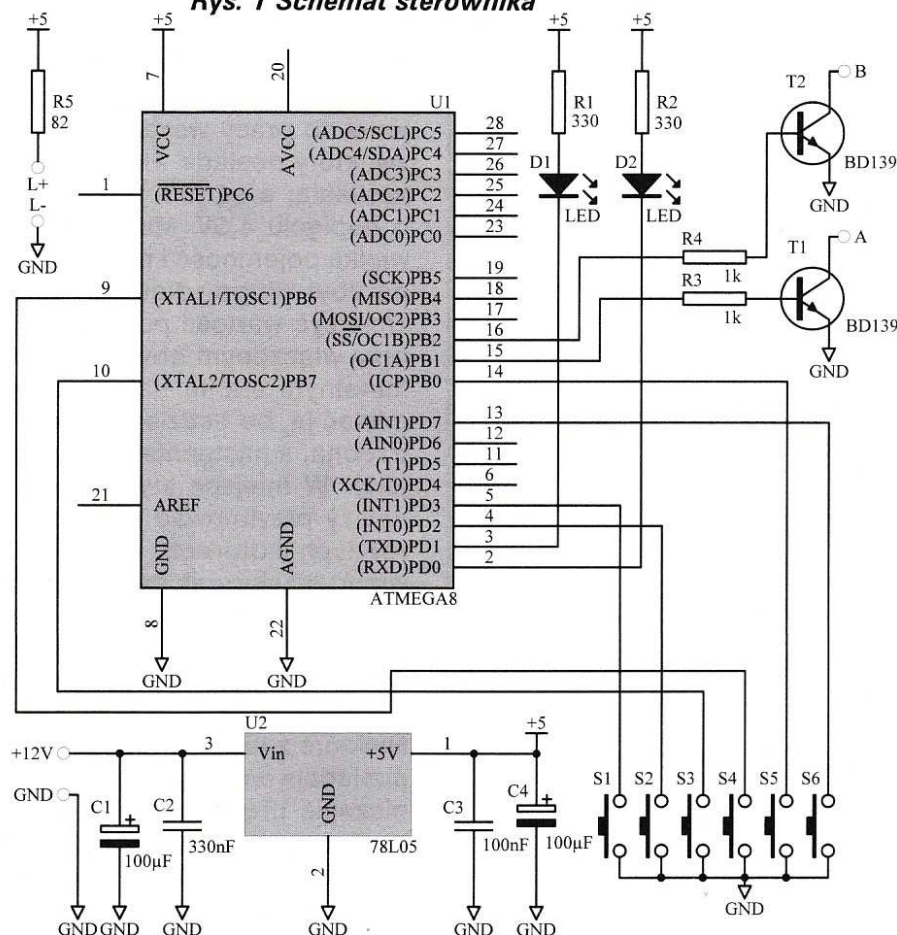 Rys. 1 Schemat sterownika
+5
+5
+5
+5
R5
82
L+
L-
GND
7
20
U1
VCC
AVCC
1
(RESET)PC6
9
(XTAL1/TOSC1)PB6
10
(XTAL2/TOSC2)PB7
21
AREF
GND
AGND
8
22
GND
GND
(ADC5/SCL)PC5
28
(ADC4/SDA)PC4
27
(ADC3)PC3
26
(ADC2)PC2
25
(ADC1)PC1
24
(ADC0)PC0
23
(SCK)PB5
19
(MISO)PB4
18
(MOSI/OC2)PB3
17
(SS/OC1B)PB2
16
(OC1A)PB1
15
(ICP)PB0
14
(AIN1)PD7
13
(AIN0)PD6
12
(T1)PD5
11
(XCK/T0)PD4
6
(INT1)PD3
5
(INT0)PD2
4
(TXD)PD1
3
(RXD)PD0
2
ATMEGA8
R1
330
R2
330
D1
LED
D2
LED
T2
B
BD139
GND
R4
1k
T1
A
R3
1k
BD139
GND
U2
+12V
3
Vin
+5V
1
+5
GND
GND
2
78L05
C1
100µF
C2
330nF
C3
100nF
C4
100µF
+
+
GND
GND
GND
GND
GND
GND
S1
S2
S3
S4
S5
S6
GND